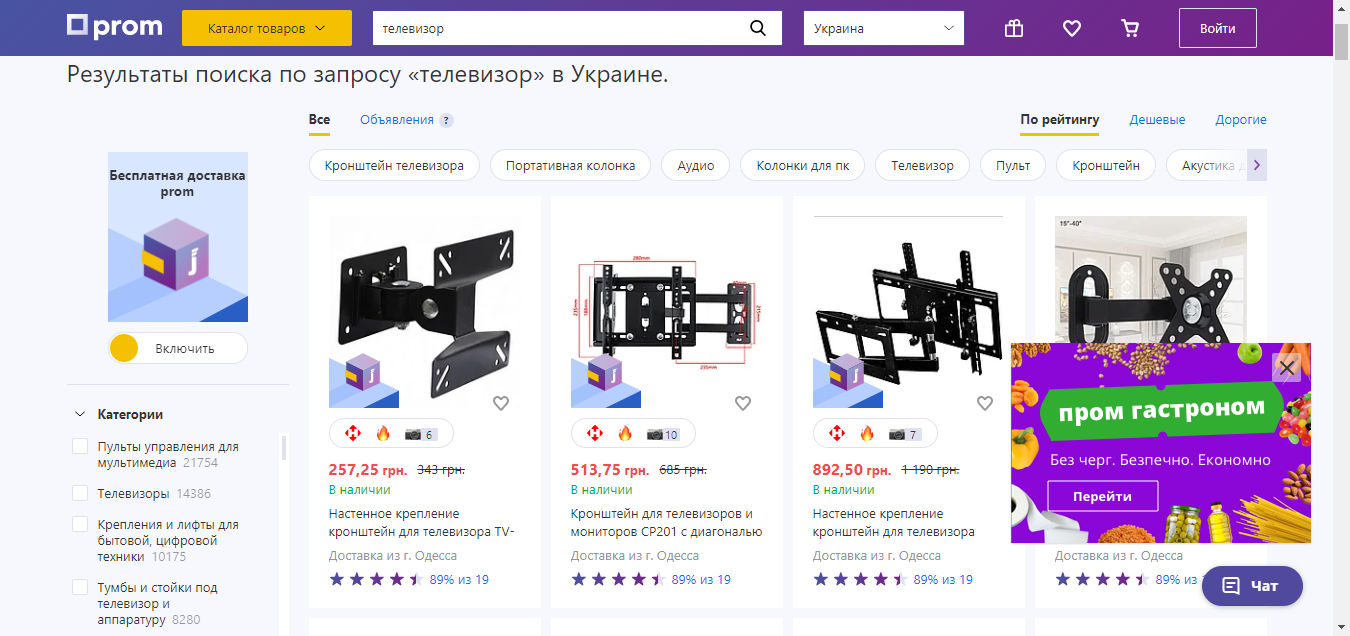 prom
Каталог товаров
телевизор
Украина
Войти
Результаты поиска по запросу «телевизор» в Украине.
Все
Объявления ?
По рейтингу
Дешевые
Дорогие
Кронштейн телевизора
Портативная колонка
Аудио
Колонки для пк
Телевизор
Пульт
Кронштейн
Акустика
Бесплатная доставка
prom
Включить
Категории
Пульты управления для
мультимедиа 21754
Телевизоры 14386
Крепления и лифты для
бытовой, цифровой
техники 10175
Тумбы и стойки под
телевизор и
аппаратуру 8280
6
257,25 грн. 343 грн.
В наличии
Настенное крепление
кронштейн для телевизора TV-
Доставка из г. Одесса
89% из 19
10
513,75 грн. 685 грн.
В наличии
Кронштейн для телевизоров и
мониторов CP201 с диагональю
Доставка из г. Одесса
89% из 19
7
892,50 грн. 1 190 грн.
В наличии
Настенное крепление
кронштейн для телевизора
Доставка из г. Одесса
89% из 19
15"-40"
пром гастроном
Без черг. Безпечно. Економно
Перейти
Доставка из г. Одесса
89% из
Чат